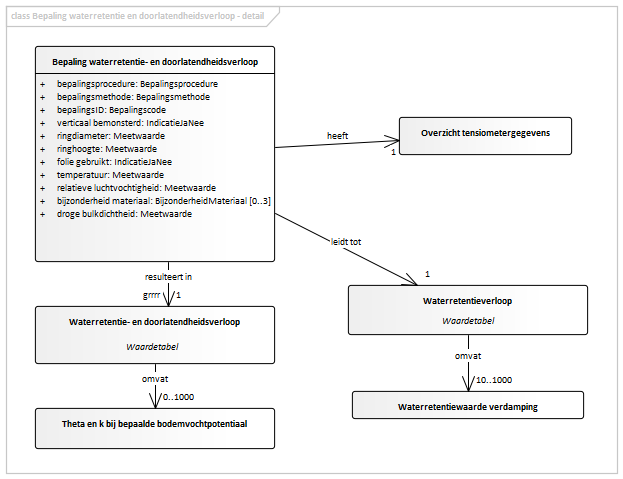 class Bepaling waterretentie en doorlatendheidsverloop - detail
Bepaling waterretentie- en doorlatendheidsverloop
+ bepalingsprocedure: Bepalingsprocedure
+ bepalingsmethode: Bepalingsmethode
+ bepalingsID: Bepalingscode
+ verticaal bemonsterd: IndicatieJaNee
+ ringdiameter: Meetwaarde
+ ringhoogte: Meetwaarde
+ folie gebruikt: IndicatieJaNee
+ temperatuur: Meetwaarde
+ relatieve luchtvochtigheid: Meetwaarde
+ bijzonderheid materiaal: BijzonderheidMateriaal [0..3]
+ droge bulkdichtheid: Meetwaarde
heeft
1
Overzicht tensiometergegevens
leidt tot
1
resulteert in
grrrr 1
Waterretentie- en doorlatendheidsverloop
Waardetabel
Waterretentieverloop
Waardetabel
omvat
0..1000
omvat
10..1000
Theta en k bij bepaalde bodemvochtpotentiaal
Waterretentiewaarde verdamping